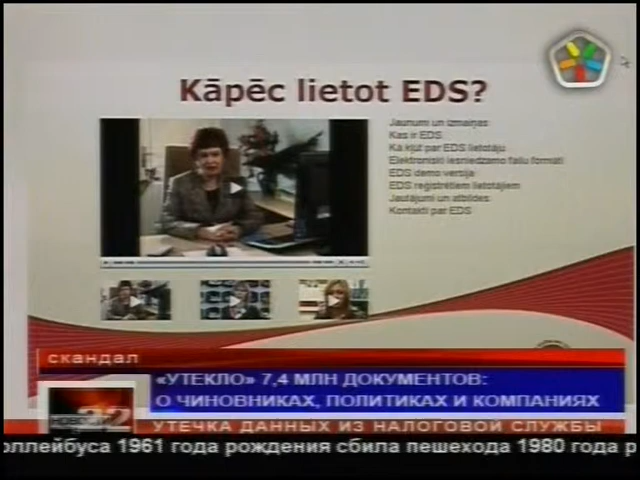 Kāpēc lietot EDS?
Jaunumi un izmaiņas
Kas ir EDS
Kā kļūt par EDS lietotāju
Elektroniski iesniedzamo failu formāti
EDS demo versija
EDS reģistrētiem lietotājiem
Jautājumi un atbildes
Kontakti par EDS
скандал
«УТЕКЛО» 7,4 МЛН ДОКУМЕНТОВ:
О ЧИНОВНИКАХ, ПОЛИТИКАХ И КОМПАНИЯХ
НОВОСТИ 32
УТЕЧКА ДАННЫХ ИЗ НАЛОГОВОЙ СЛУЖБЫ
оллейбуса 1961 года рождения сбила пешехода 1980 года р